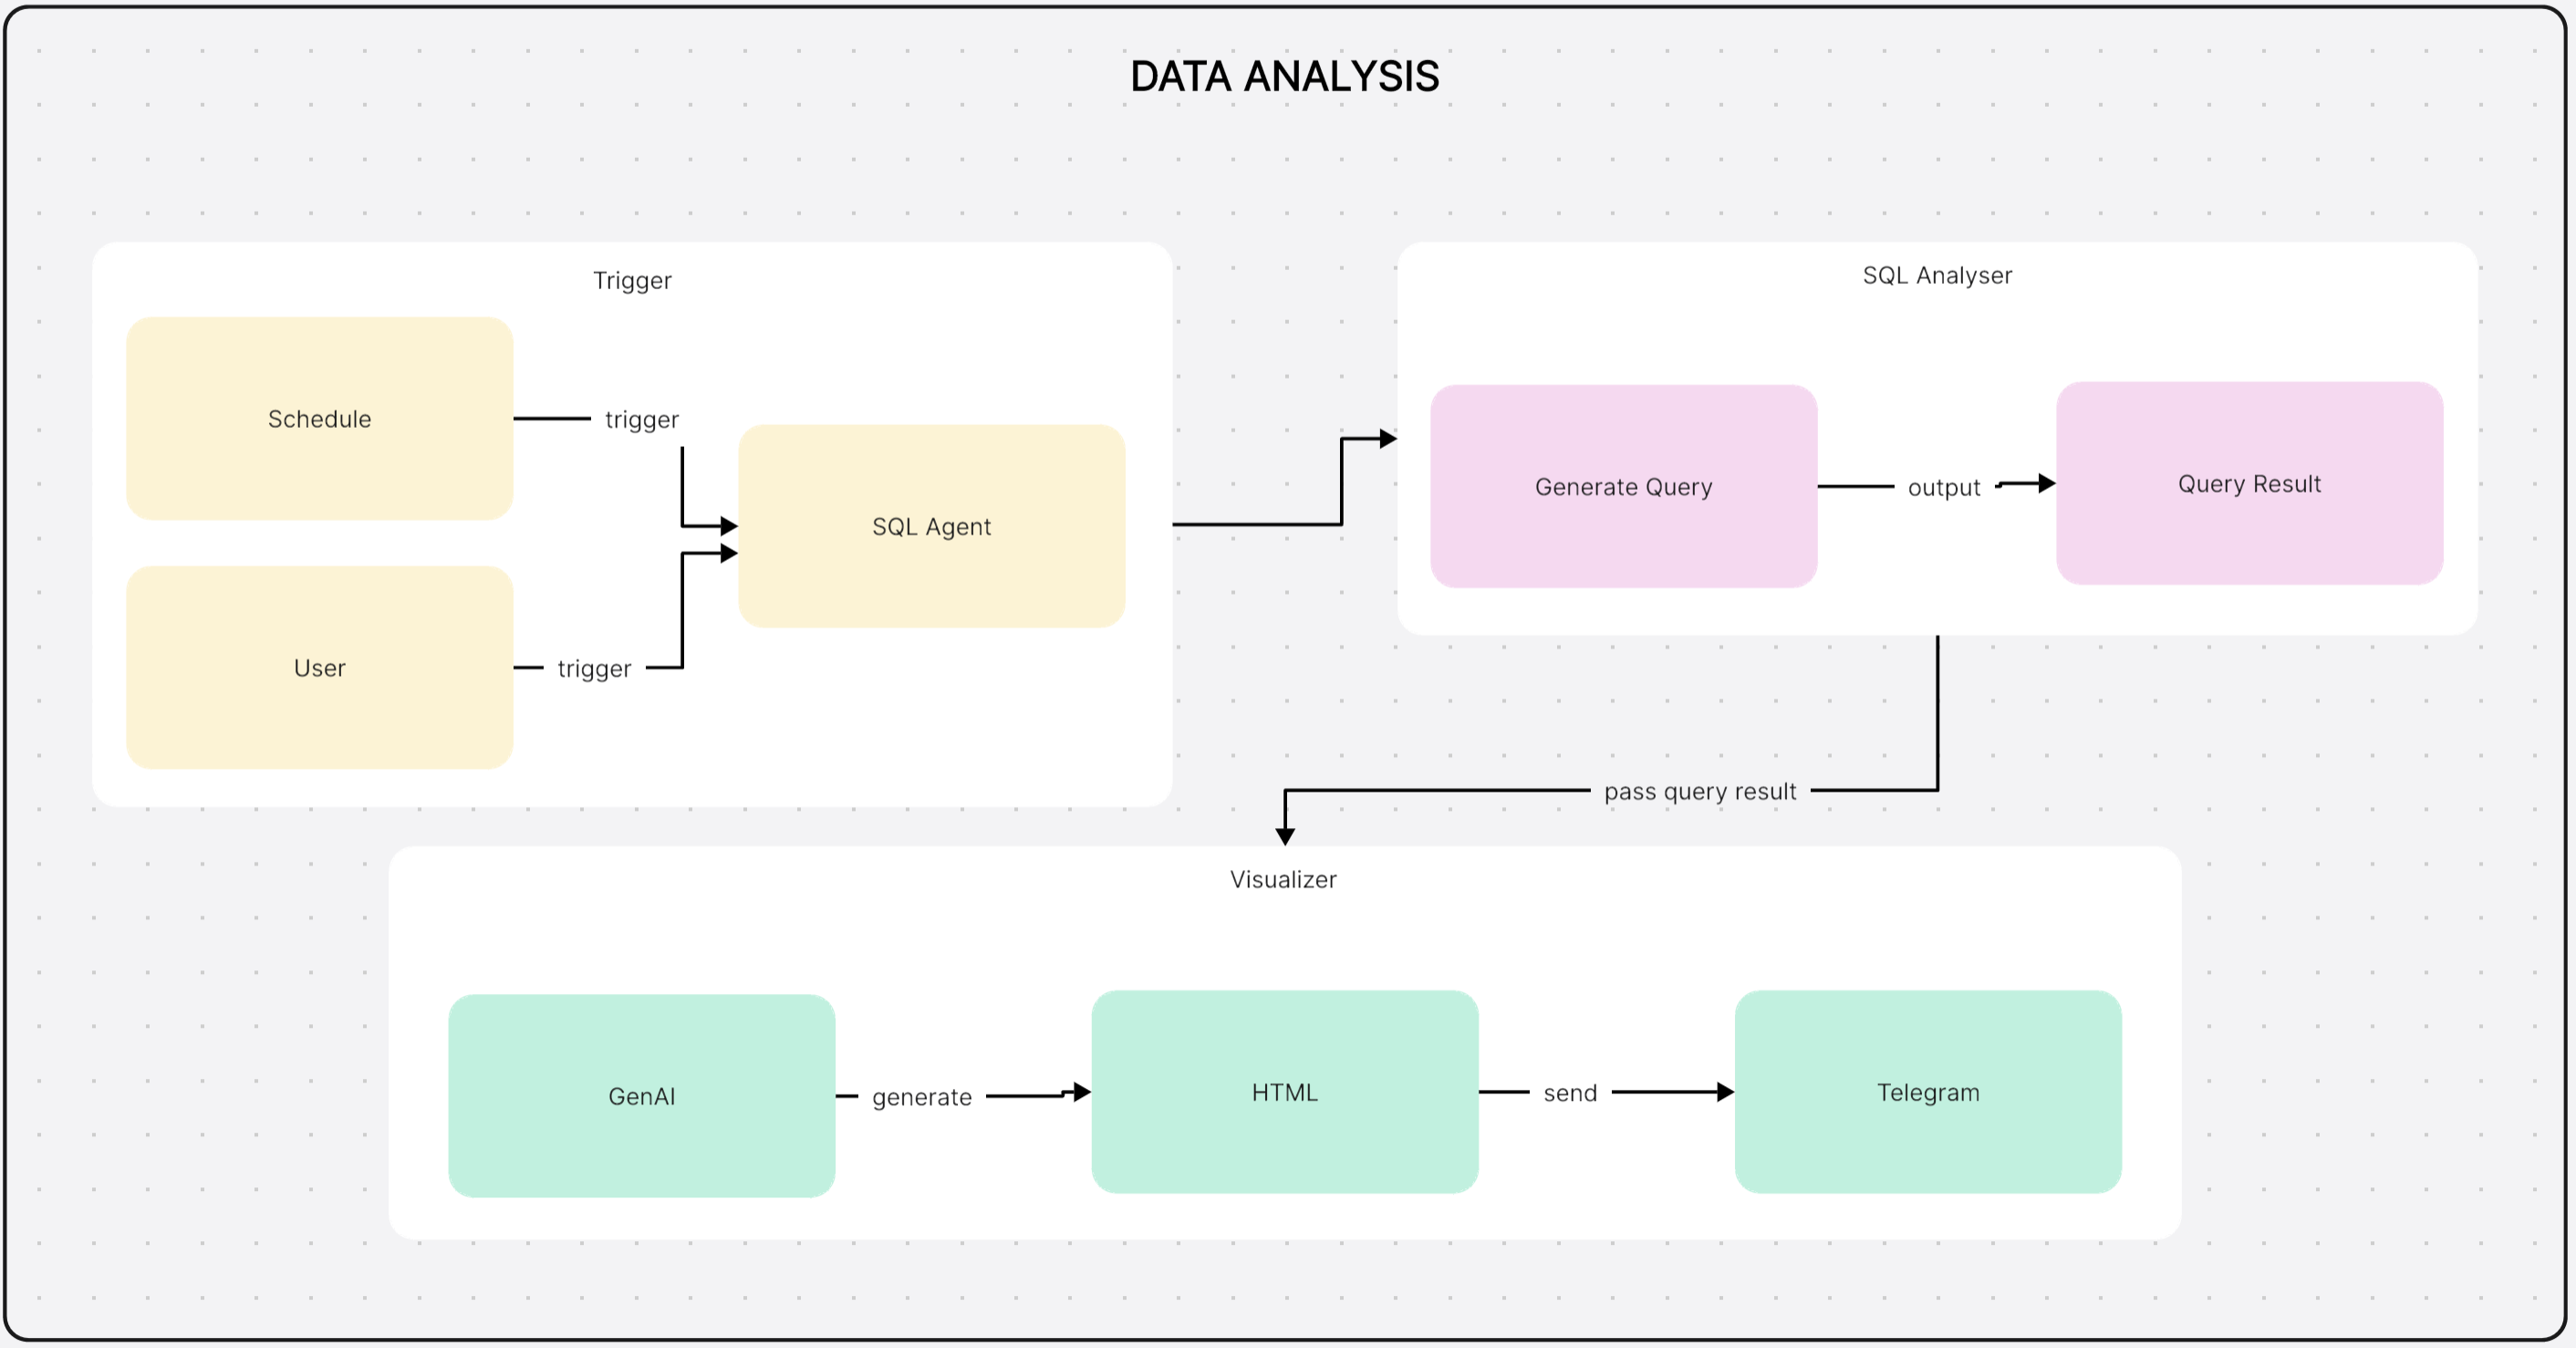 DATA ANALYSIS
Trigger
Schedule
trigger
SQL Agent
User
trigger
SQL Analyser
Generate Query
output
Query Result
pass query result
Visualizer
GenAI
generate
HTML
send
Telegram